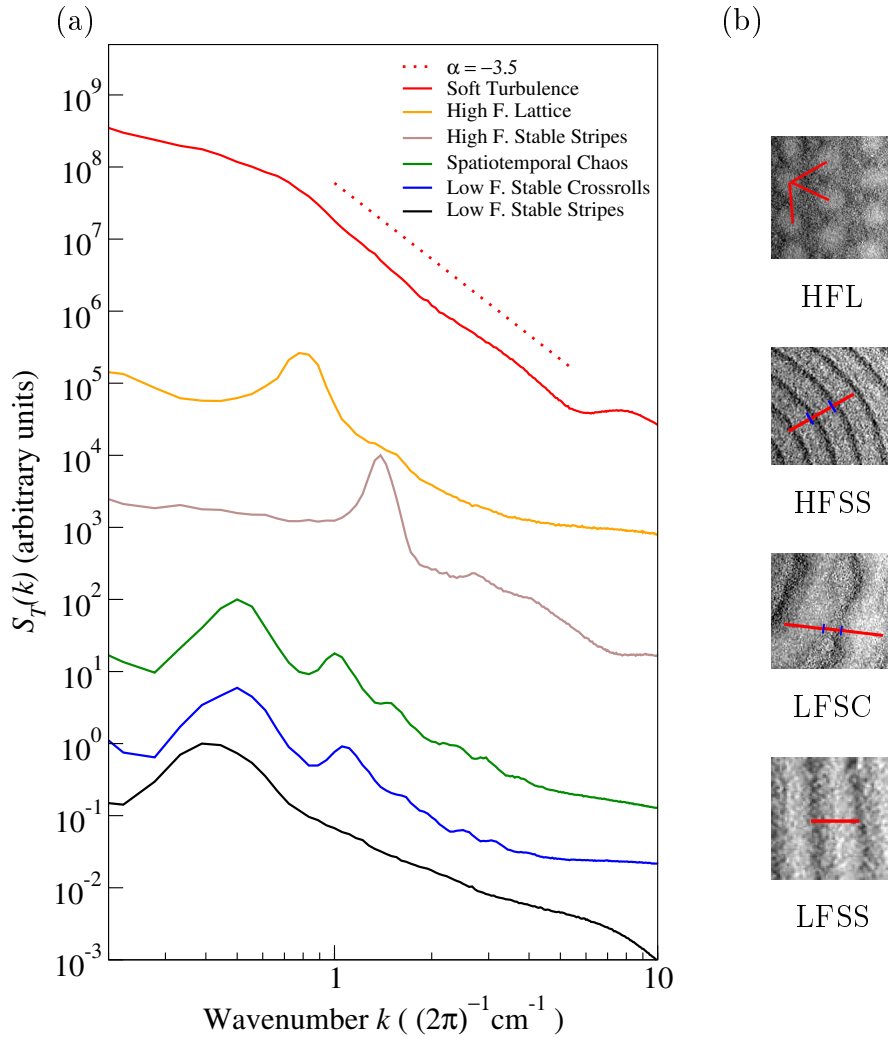 (a)
(b)
α = −3.5
Soft Turbulence
High F. Lattice
High F. Stable Stripes
Spatiotemporal Chaos
Low F. Stable Crossrolls
Low F. Stable Stripes
10^9
10^8
10^7
10^6
10^5
10^4
10^3
10^2
10^1
10^0
10^-1
10^-2
10^-3
S_T(k) (arbitrary units)
1
10
Wavenumber k ( (2π)^-1 cm^-1 )
HFL
HFSS
LFSC
LFSS